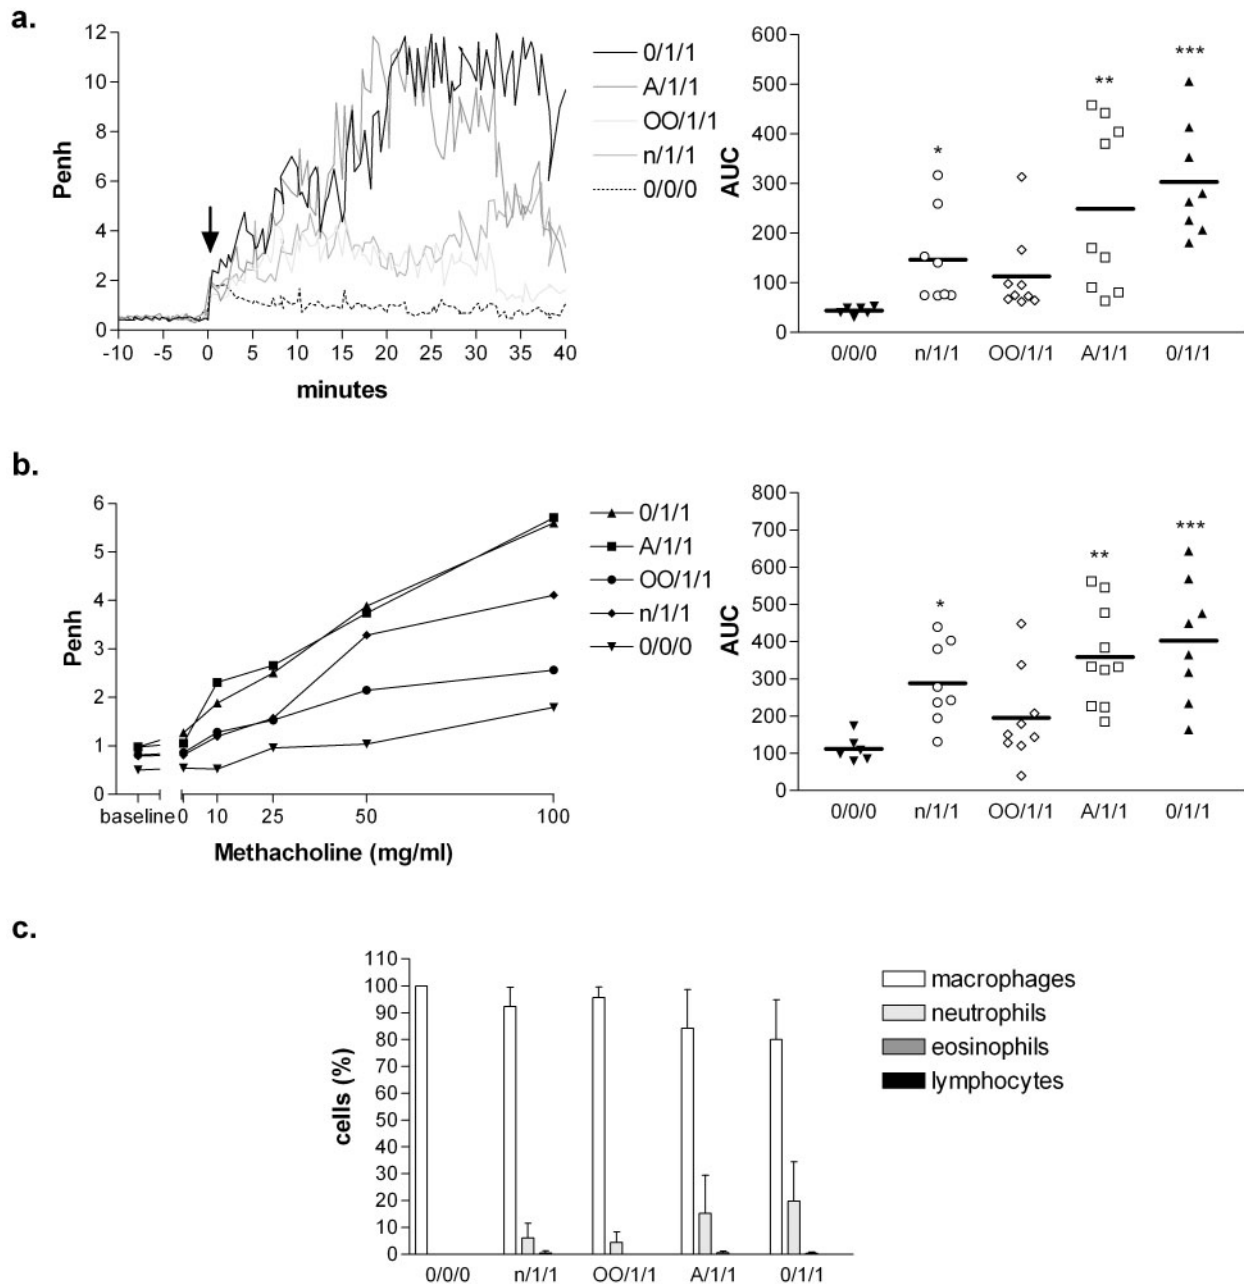 a.
Penh
12
10
8
6
4
2
0
-10 -5 0 5 10 15 20 25 30 35 40
minutes
0/1/1
A/1/1
OO/1/1
n/1/1
0/0/0
AUC
600
500
400
300
200
100
0
* ** ***
0/0/0 n/1/1 OO/1/1 A/1/1 0/1/1
b.
Penh
6
5
4
3
2
1
0
baseline 0 10 25 50 100
Methacholine (mg/ml)
0/1/1
A/1/1
OO/1/1
n/1/1
0/0/0
AUC
800
700
600
500
400
300
200
100
0
* ** ***
0/0/0 n/1/1 OO/1/1 A/1/1 0/1/1
c.
cells (%)
110
100
90
80
70
60
50
40
30
20
10
0
0/0/0 n/1/1 OO/1/1 A/1/1 0/1/1
macrophages
neutrophils
eosinophils
lymphocytes